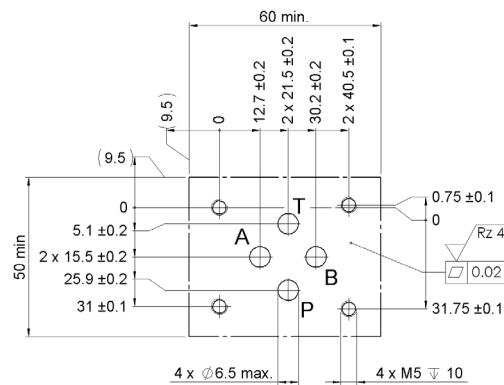 60 min.
(9.5)
0
12.7 ±0.2
2 x 21.5 ±0.2
30.2 ±0.2
2 x 40.5 ±0.1
(9.5)
0
5.1 ±0.2
2 x 15.5 ±0.2
25.9 ±0.2
31 ±0.1
50 min
T
A
B
P
0.75 ±0.1
0
Rz 4
⏥ 0.02
31.75 ±0.1
4 x ∅6.5 max.
4 x M5 ↧ 10